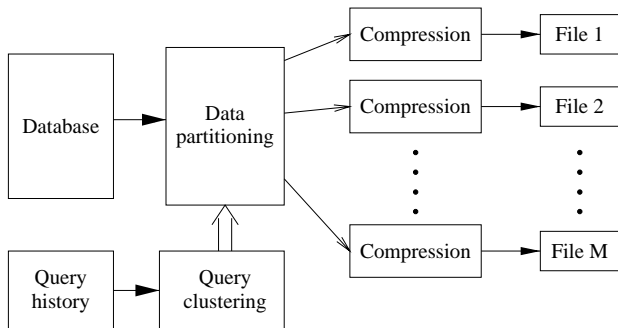 Compression
File 1
Database
Data
partitioning
Compression
File 2
Compression
File M
Query
history
Query
clustering